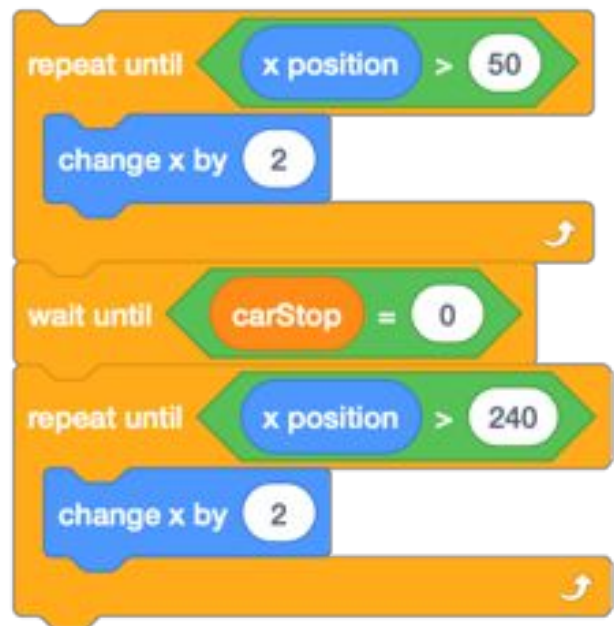 repeat until x position > 50
change x by 2
wait until carStop = 0
repeat until x position > 240
change x by 2